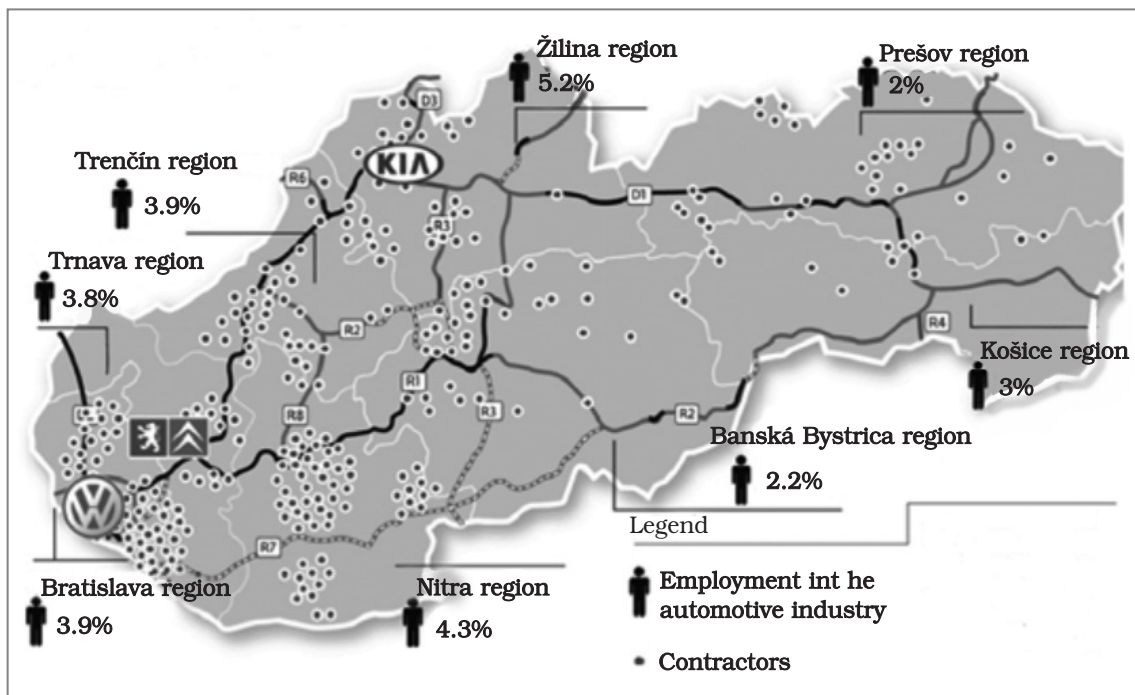 Žilina region
5.2%
Prešov region
2%
D3
KIA
Trenčín region
3.9%
R6
D1
R3
Trnava region
3.8%
R2
R4
Košice region
3%
R1
R8
R3
R2
Banská Bystrica region
2.2%
Legend
R7
Bratislava region
3.9%
Nitra region
4.3%
Employment int he
automotive industry
Contractors